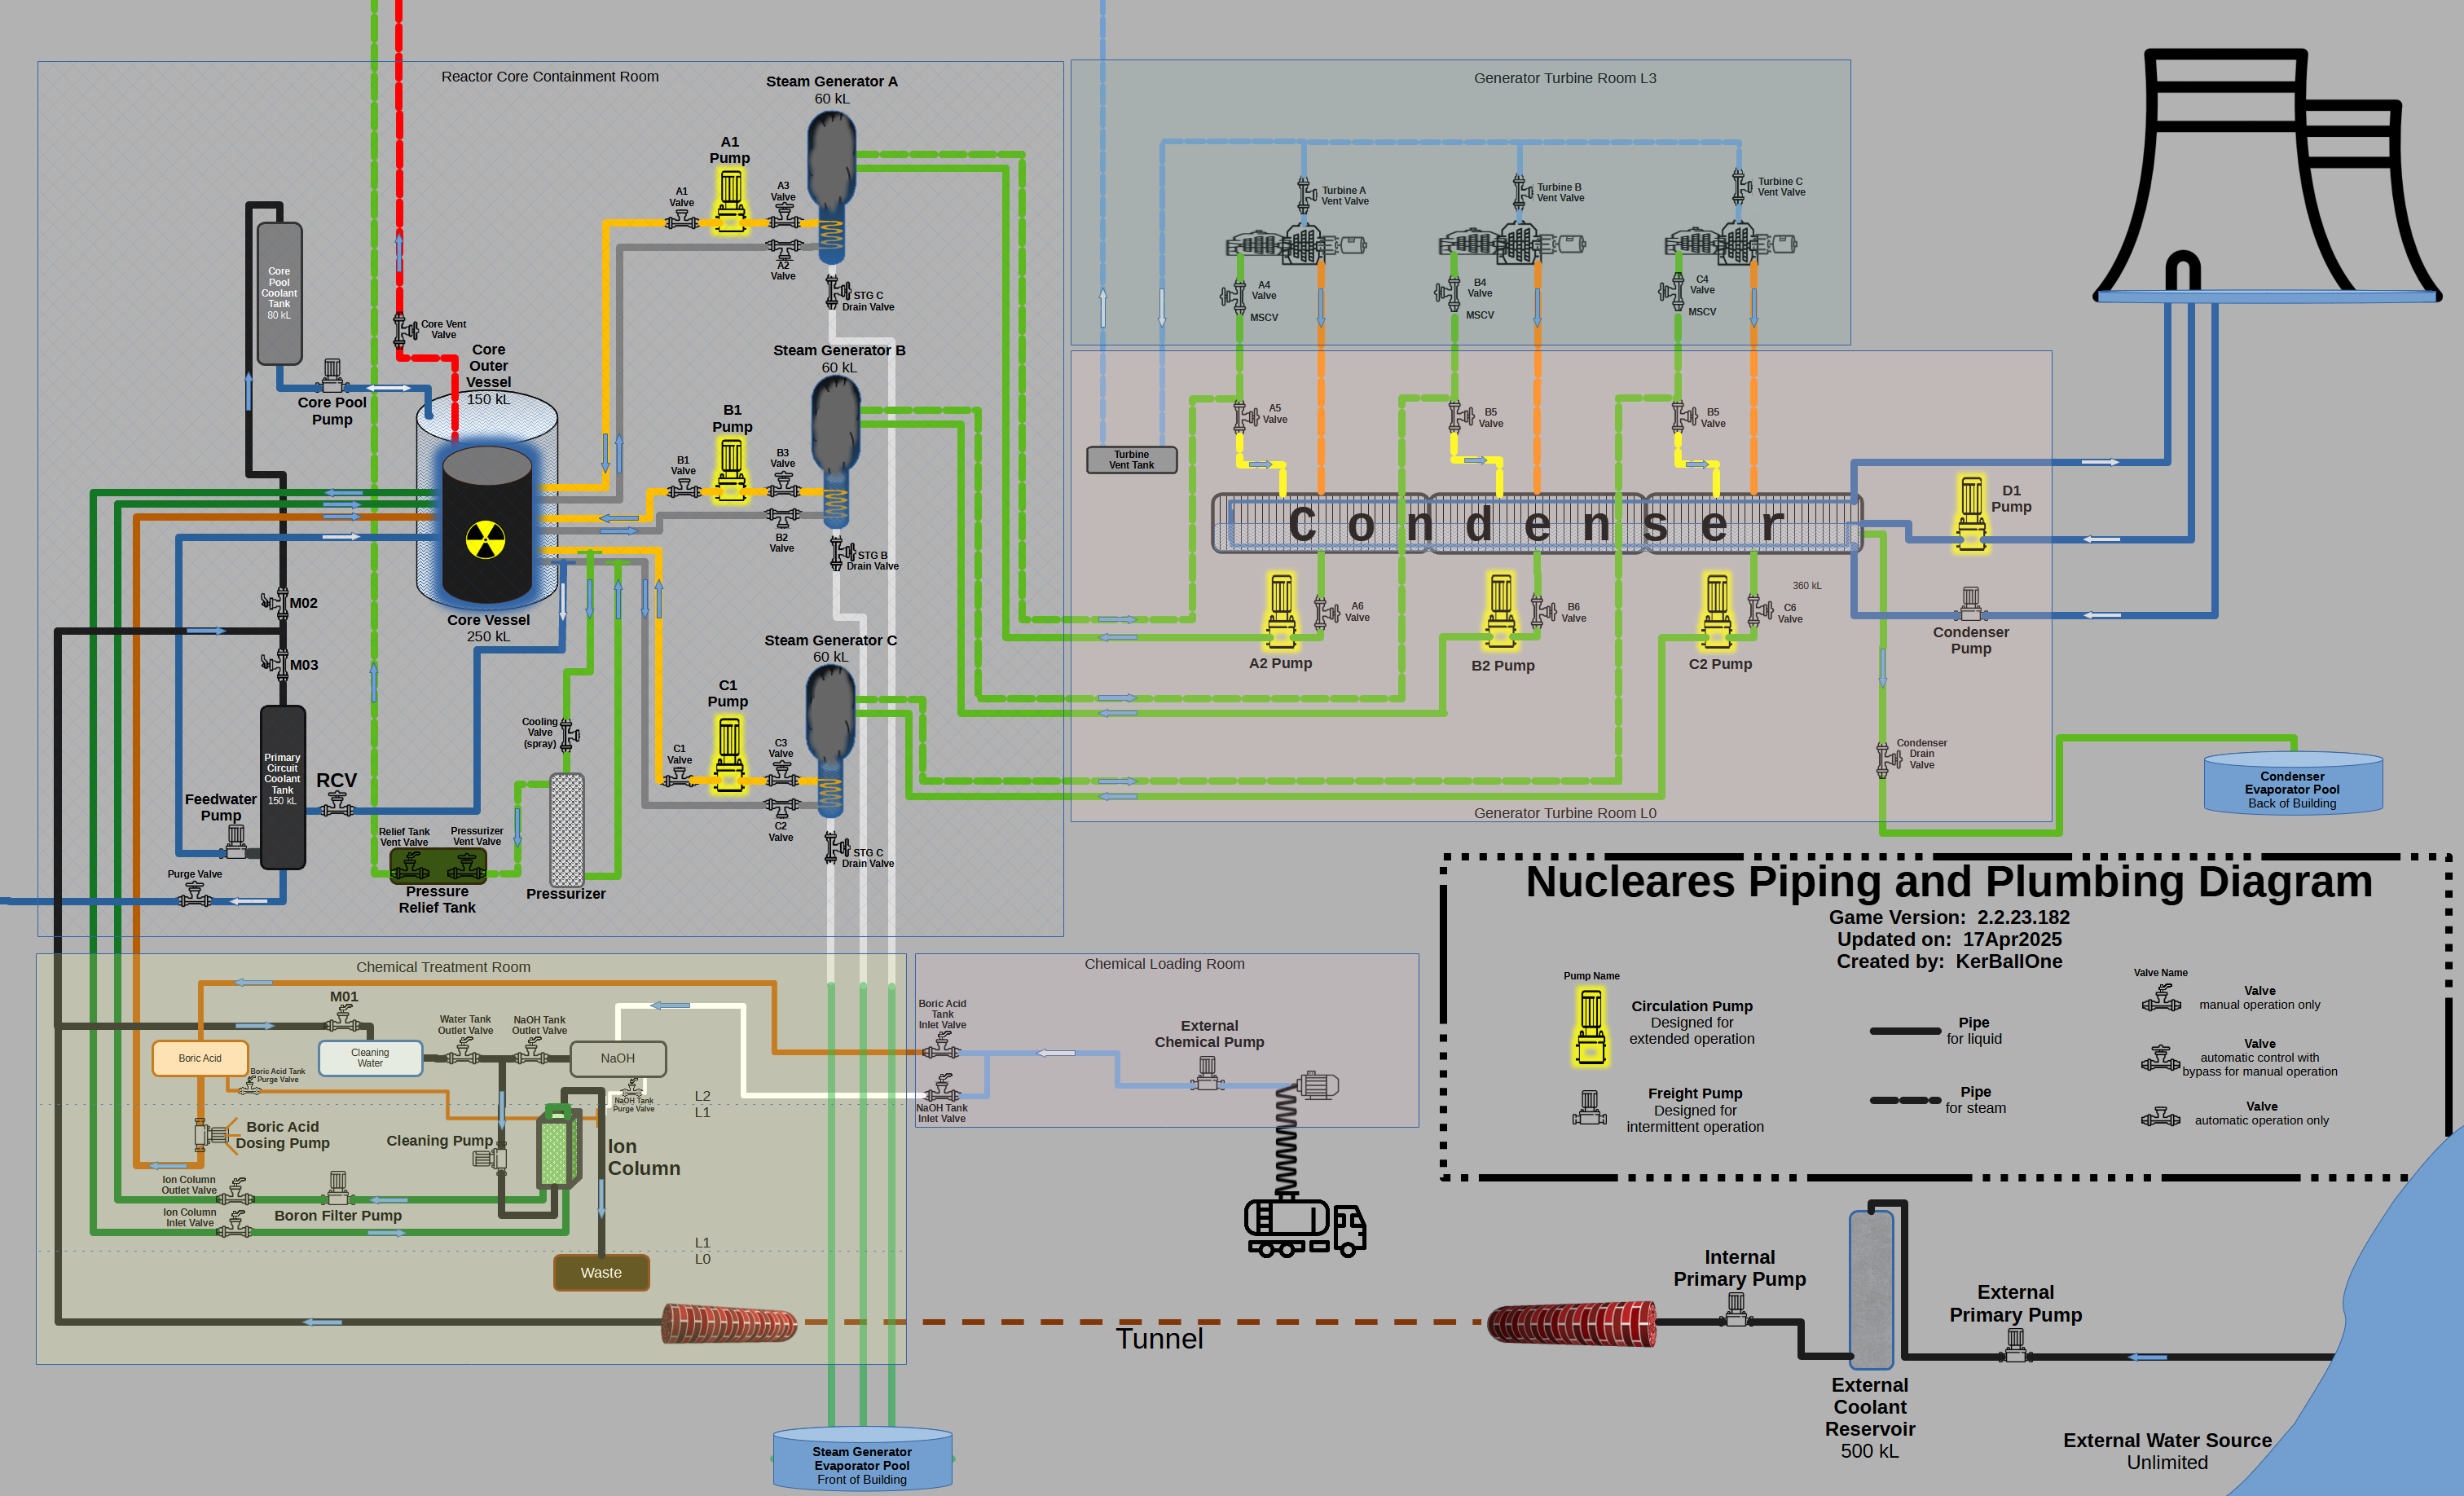 Reactor Core Containment Room
Steam Generator A
60 kL
A1
Pump
A1
Valve
A3
Valve
A2
Valve
STG C
Drain Valve
Core
Pool
Coolant
Tank
80 kL
Core Vent
Valve
Core
Outer
Vessel
150 kL
Core Pool
Pump
Steam Generator B
60 kL
B1
Pump
B1
Valve
B3
Valve
B2
Valve
STG B
Drain Valve
M02
M03
Core Vessel
250 kL
Steam Generator C
60 kL
C1
Pump
C1
Valve
C3
Valve
C2
Valve
STG C
Drain Valve
Cooling
Valve
(spray)
Primary
Circuit
Coolant
Tank
150 kL
RCV
Feedwater
Pump
Relief Tank
Vent Valve
Pressurizer
Vent Valve
Purge Valve
Pressure
Relief Tank
Pressurizer
Generator Turbine Room L3
Turbine A
Vent Valve
Turbine B
Vent Valve
Turbine C
Vent Valve
A4
Valve
MSCV
B4
Valve
MSCV
C4
Valve
MSCV
A5
Valve
B5
Valve
B5
Valve
Turbine
Vent Tank
Condenser
D1
Pump
360 kL
A6
Valve
B6
Valve
C6
Valve
A2 Pump
B2 Pump
C2 Pump
Condenser
Pump
Condenser
Drain
Valve
Generator Turbine Room L0
Condenser
Evaporator Pool
Back of Building
Nucleares Piping and Plumbing Diagram
Game Version: 2.2.23.182
Updated on: 17Apr2025
Created by: KerBallOne
Pump Name
Circulation Pump
Designed for
extended operation
Freight Pump
Designed for
intermittent operation
Pipe
for liquid
Pipe
for steam
Valve Name
Valve
manual operation only
Valve
automatic control with
bypass for manual operation
Valve
automatic operation only
Chemical Treatment Room
M01
Water Tank
Outlet Valve
NaOH Tank
Outlet Valve
Boric Acid
Cleaning
Water
NaOH
Boric Acid Tank
Purge Valve
NaOH Tank
Purge Valve
L2
L1
Boric Acid
Dosing Pump
Cleaning Pump
Ion
Column
Ion Column
Outlet Valve
Ion Column
Inlet Valve
Boron Filter Pump
L1
L0
Waste
Chemical Loading Room
Boric Acid
Tank
Inlet Valve
NaOH Tank
Inlet Valve
External
Chemical Pump
Tunnel
Internal
Primary Pump
External
Primary Pump
External
Coolant
Reservoir
500 kL
External Water Source
Unlimited
Steam Generator
Evaporator Pool
Front of Building